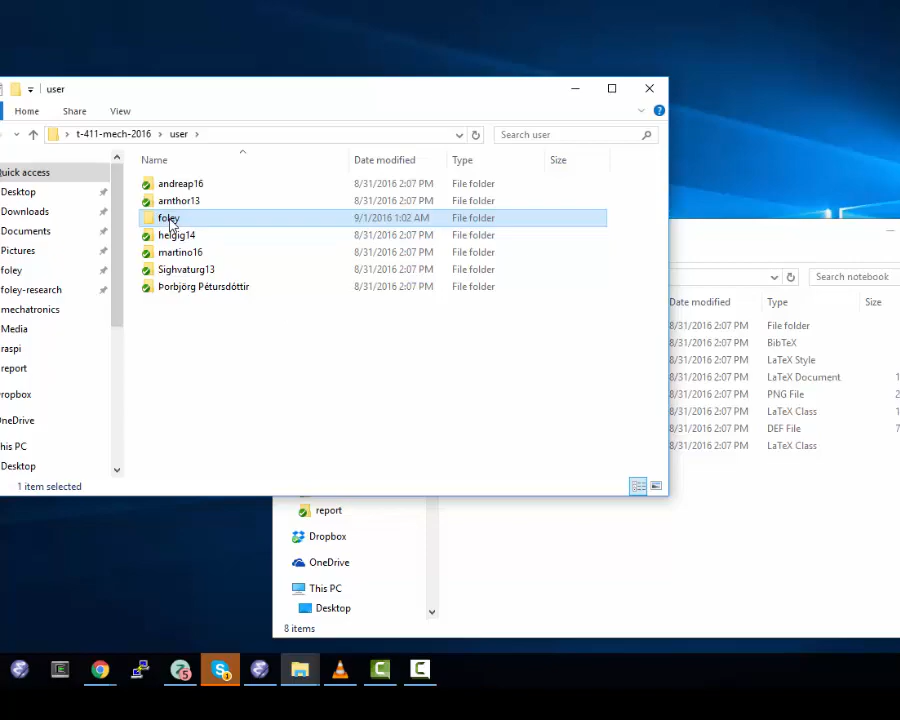 user
Home Share View
t-411-mech-2016 user Search user
Name Date modified Type Size
andreap16 8/31/2016 2:07 PM File folder
arnthor13 8/31/2016 2:07 PM File folder
foley 9/1/2016 1:02 AM File folder
helgig14 8/31/2016 2:07 PM File folder
martino16 8/31/2016 2:07 PM File folder
Sighvaturg13 8/31/2016 2:07 PM File folder
Þorbjörg Pétursdóttir 8/31/2016 2:07 PM File folder
uick access
Desktop
Downloads
Documents
Pictures
foley
foley-research
mechatronics
Media
raspi
report
ropbox
neDrive
his PC
Desktop
1 item selected
Search notebook
Date modified Type Size
8/31/2016 2:07 PM File folder
8/31/2016 2:07 PM BibTeX
8/31/2016 2:07 PM LaTeX Style
8/31/2016 2:07 PM LaTeX Document 1
8/31/2016 2:07 PM PNG File 2
8/31/2016 2:07 PM LaTeX Class 1
8/31/2016 2:07 PM DEF File 7
8/31/2016 2:07 PM LaTeX Class 1
report
Dropbox
OneDrive
This PC
Desktop
8 items